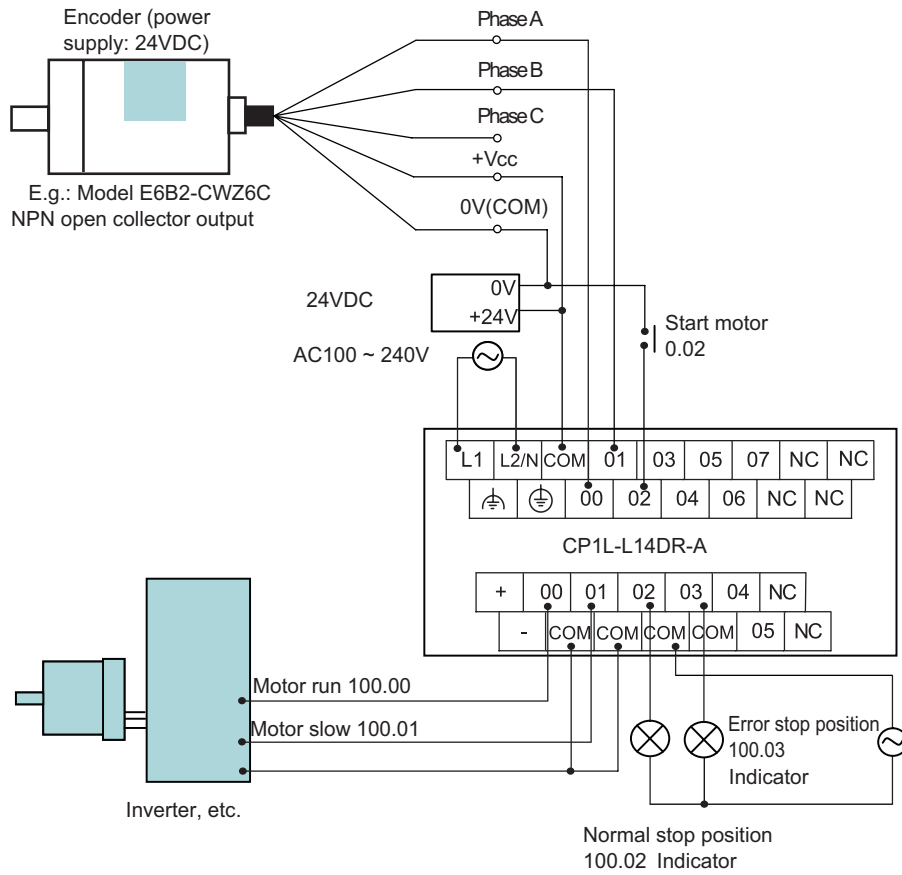 Encoder (power
supply: 24VDC)
Phase A
Phase B
Phase C
+Vcc
0V(COM)
E.g.: Model E6B2-CWZ6C
NPN open collector output
24VDC
0V
+24V
AC100 ~ 240V
Start motor
0.02
L1 L2/N COM 01 03 05 07 NC NC
00 02 04 06 NC NC
CP1L-L14DR-A
+ 00 01 02 03 04 NC
- COM COM COM COM 05 NC
Motor run 100.00
Motor slow 100.01
Error stop position
100.03
Indicator
Inverter, etc.
Normal stop position
100.02 Indicator